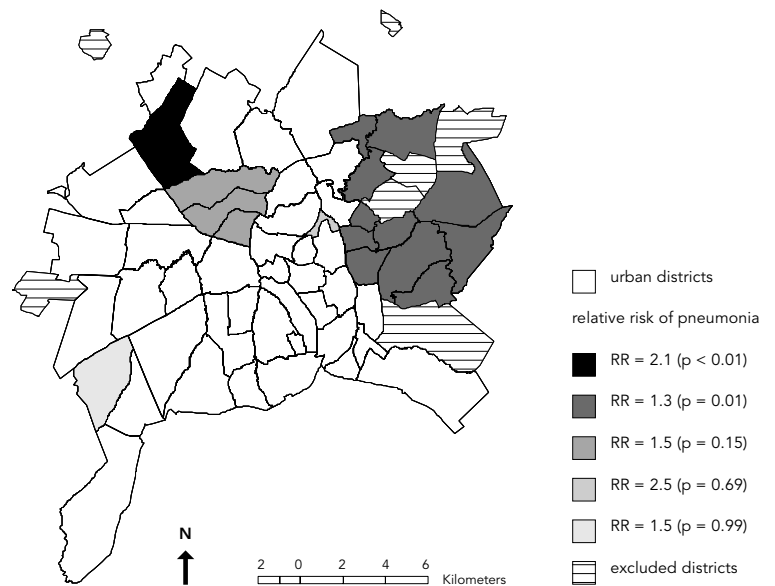 urban districts
relative risk of pneumonia
RR = 2.1 (p < 0.01)
RR = 1.3 (p = 0.01)
RR = 1.5 (p = 0.15)
RR = 2.5 (p = 0.69)
RR = 1.5 (p = 0.99)
excluded districts
N
2 0 2 4 6
Kilometers